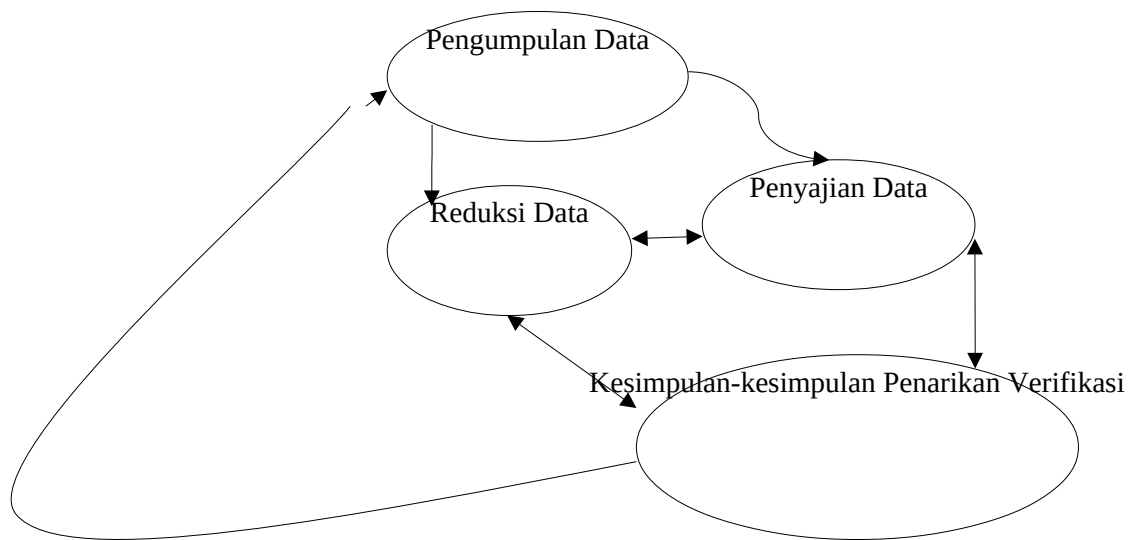 Pengumpulan Data
Penyajian Data
Reduksi Data
Kesimpulan-kesimpulan Penarikan Verifikasi